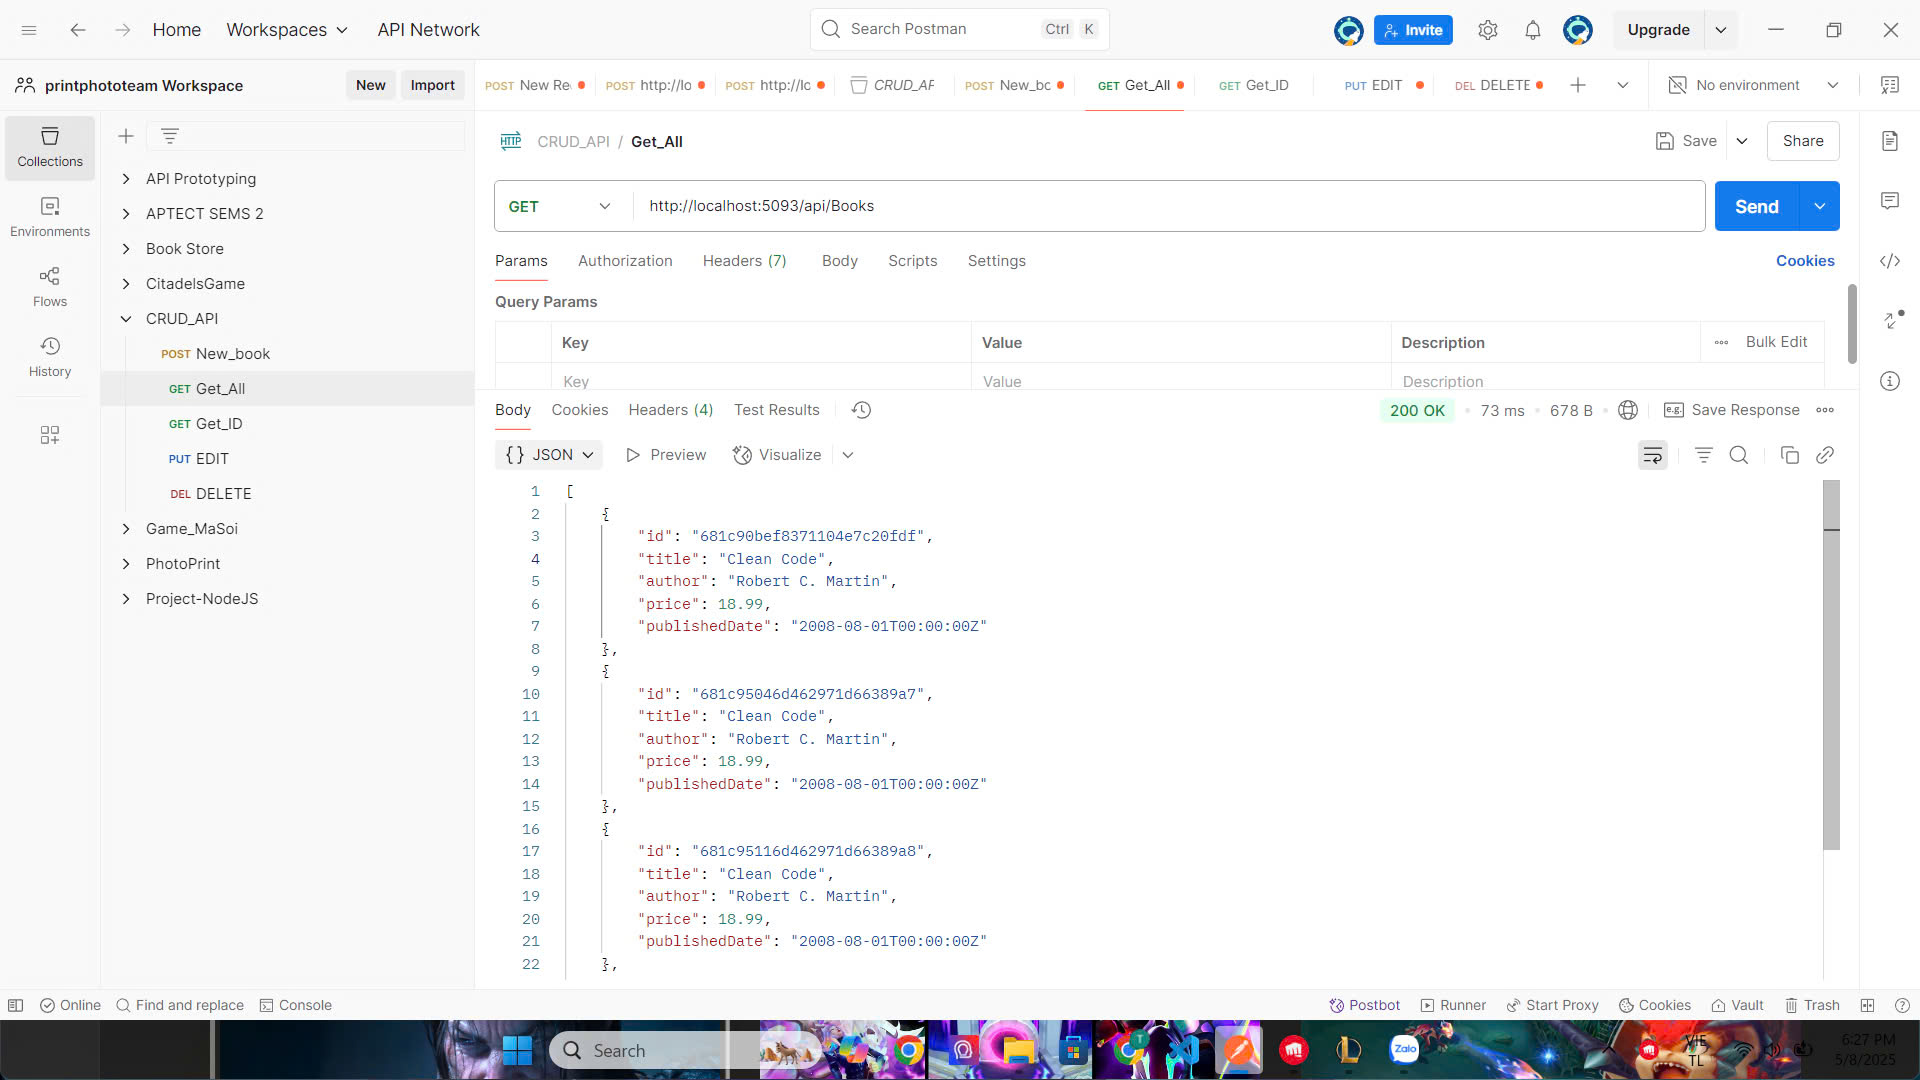 Home Workspaces API Network Search Postman Ctrl K Invite Upgrade
printphototeam Workspace New Import POST New Re POST http://lo POST http://lc CRUD_AF POST New_bc GET Get_All GET Get_ID PUT EDIT DEL DELETE No environment
Collections
Environments
Flows
History
API Prototyping
APTECT SEMS 2
Book Store
CitadelsGame
CRUD_API
POST New_book
GET Get_All
GET Get_ID
PUT EDIT
DEL DELETE
Game_MaSoi
PhotoPrint
Project-NodeJS
HTTP CRUD_API / Get_All Save Share
GET http://localhost:5093/api/Books Send
Params Authorization Headers (7) Body Scripts Settings Cookies
Query Params
Key Value Description Bulk Edit
Key Value Description
Body Cookies Headers (4) Test Results 200 OK 73 ms 678 B e.g. Save Response
{} JSON Preview Visualize
1 [
2 {
3 "id": "681c90bef8371104e7c20fdf",
4 "title": "Clean Code",
5 "author": "Robert C. Martin",
6 "price": 18.99,
7 "publishedDate": "2008-08-01T00:00:00Z"
8 },
9 {
10 "id": "681c95046d462971d66389a7",
11 "title": "Clean Code",
12 "author": "Robert C. Martin",
13 "price": 18.99,
14 "publishedDate": "2008-08-01T00:00:00Z"
15 },
16 {
17 "id": "681c95116d462971d66389a8",
18 "title": "Clean Code",
19 "author": "Robert C. Martin",
20 "price": 18.99,
21 "publishedDate": "2008-08-01T00:00:00Z"
22 },
Online Find and replace Console Postbot Runner Start Proxy Cookies Vault Trash
Search Zalo VIE TL 6:27 PM
5/8/2025